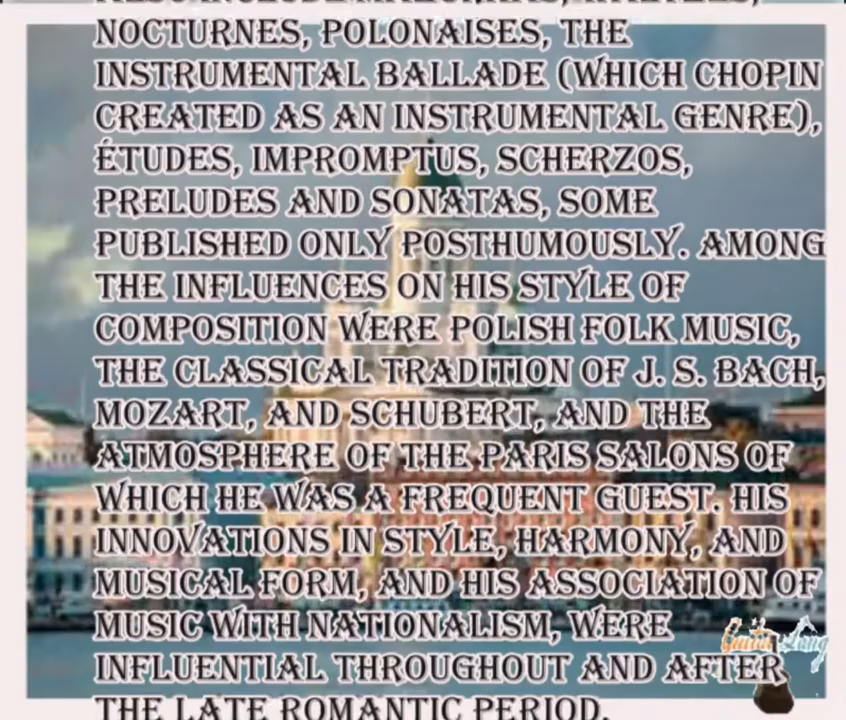 NOCTURNES, POLONAISES, THE
INSTRUMENTAL BALLADE (WHICH CHOPIN
CREATED AS AN INSTRUMENTAL GENRE),
ÉTUDES, IMPROMPTUS, SCHERZOS,
PRELUDES AND SONATAS, SOME
PUBLISHED ONLY POSTHUMOUSLY. AMONG
THE INFLUENCES ON HIS STYLE OF
COMPOSITION WERE POLISH FOLK MUSIC,
THE CLASSICAL TRADITION OF J. S. BACH,
MOZART, AND SCHUBERT, AND THE
ATMOSPHERE OF THE PARIS SALONS OF
WHICH HE WAS A FREQUENT GUEST. HIS
INNOVATIONS IN STYLE, HARMONY, AND
MUSICAL FORM, AND HIS ASSOCIATION OF
MUSIC WITH NATIONALISM, WERE
INFLUENTIAL THROUGHOUT AND AFTER
THE LATE ROMANTIC PERIOD.